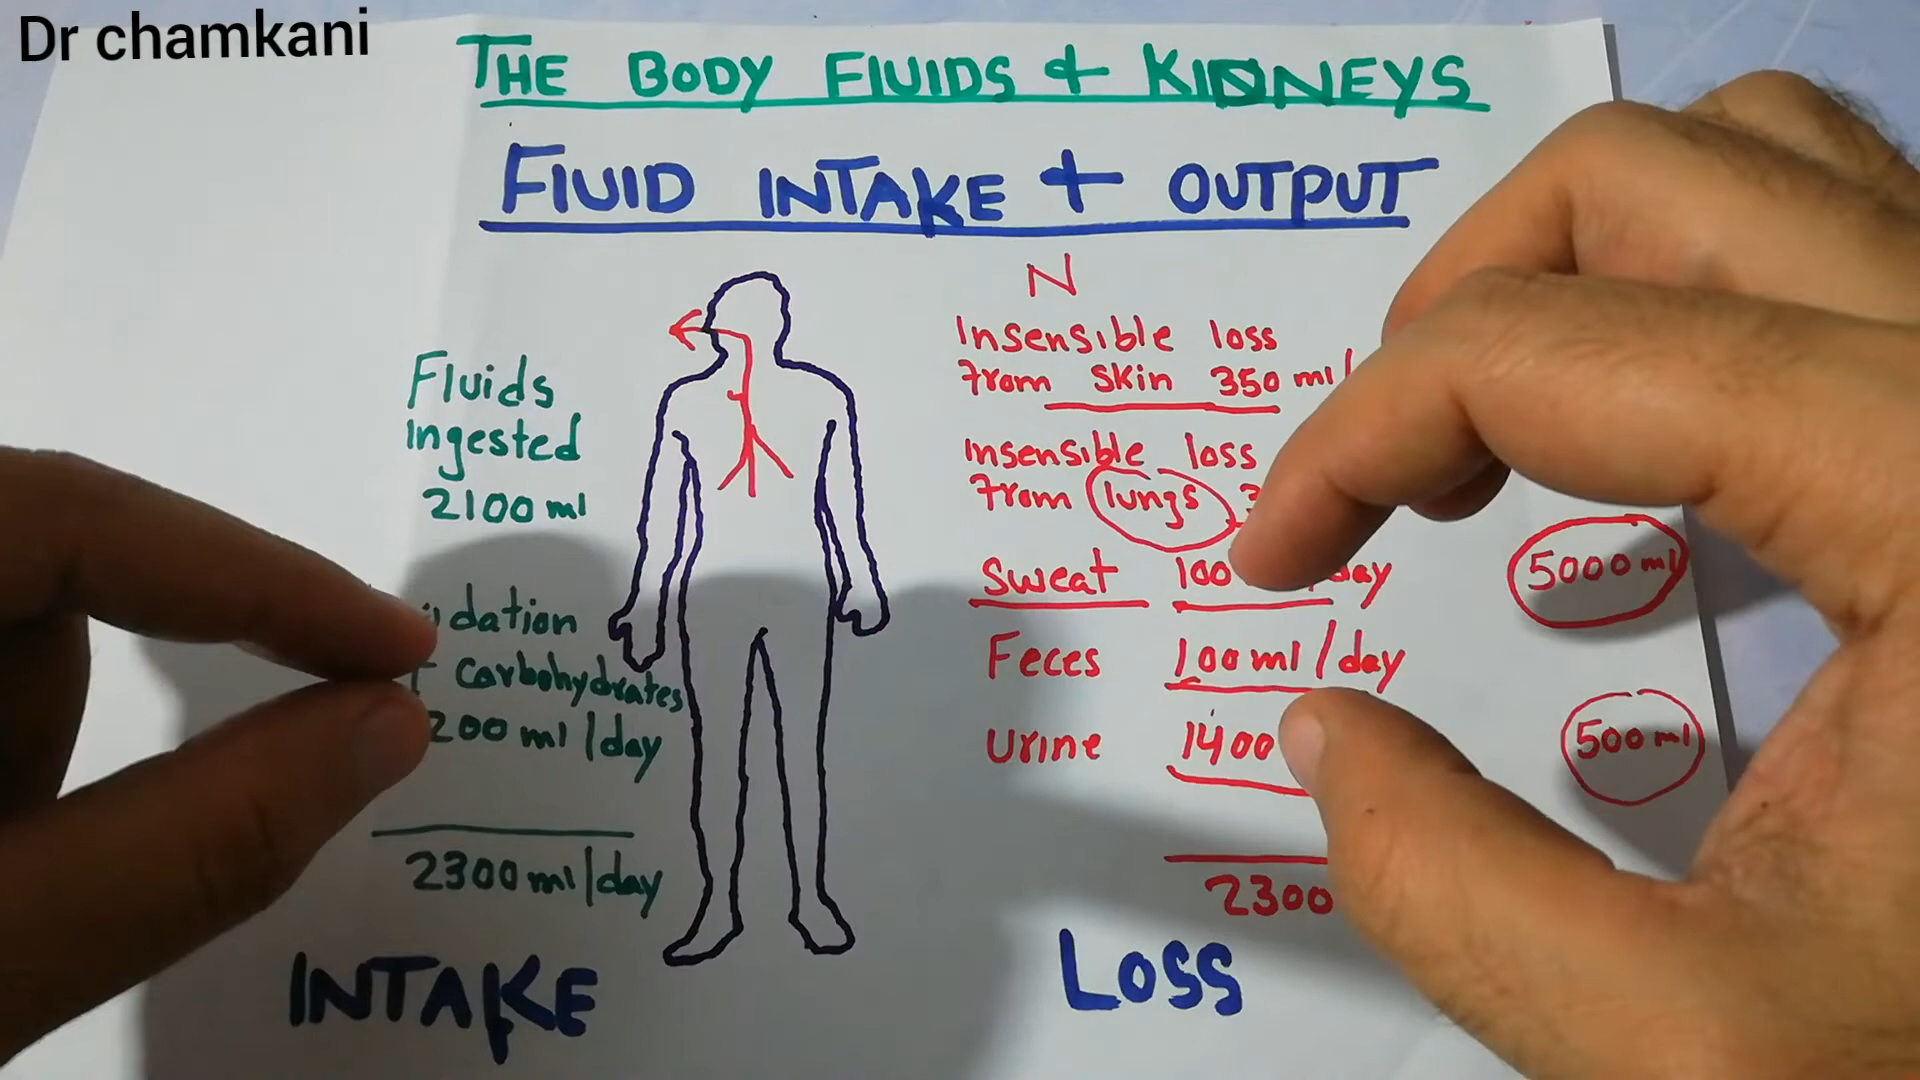 Dr chamkani
THE BODY FLUIDS + KIDNEYS
FLUID INTAKE + OUTPUT
N
Fluids
Ingested
2100 ml
dation
Carbohydrates
200 ml/day
2300 ml/day
INTAKE
Insensible loss
from skin 350 ml/
Insensible loss
from lungs
Sweat 100 day
Feces 100 ml/day
Urine 1400
2300
LOSS
5000 ml
500 ml